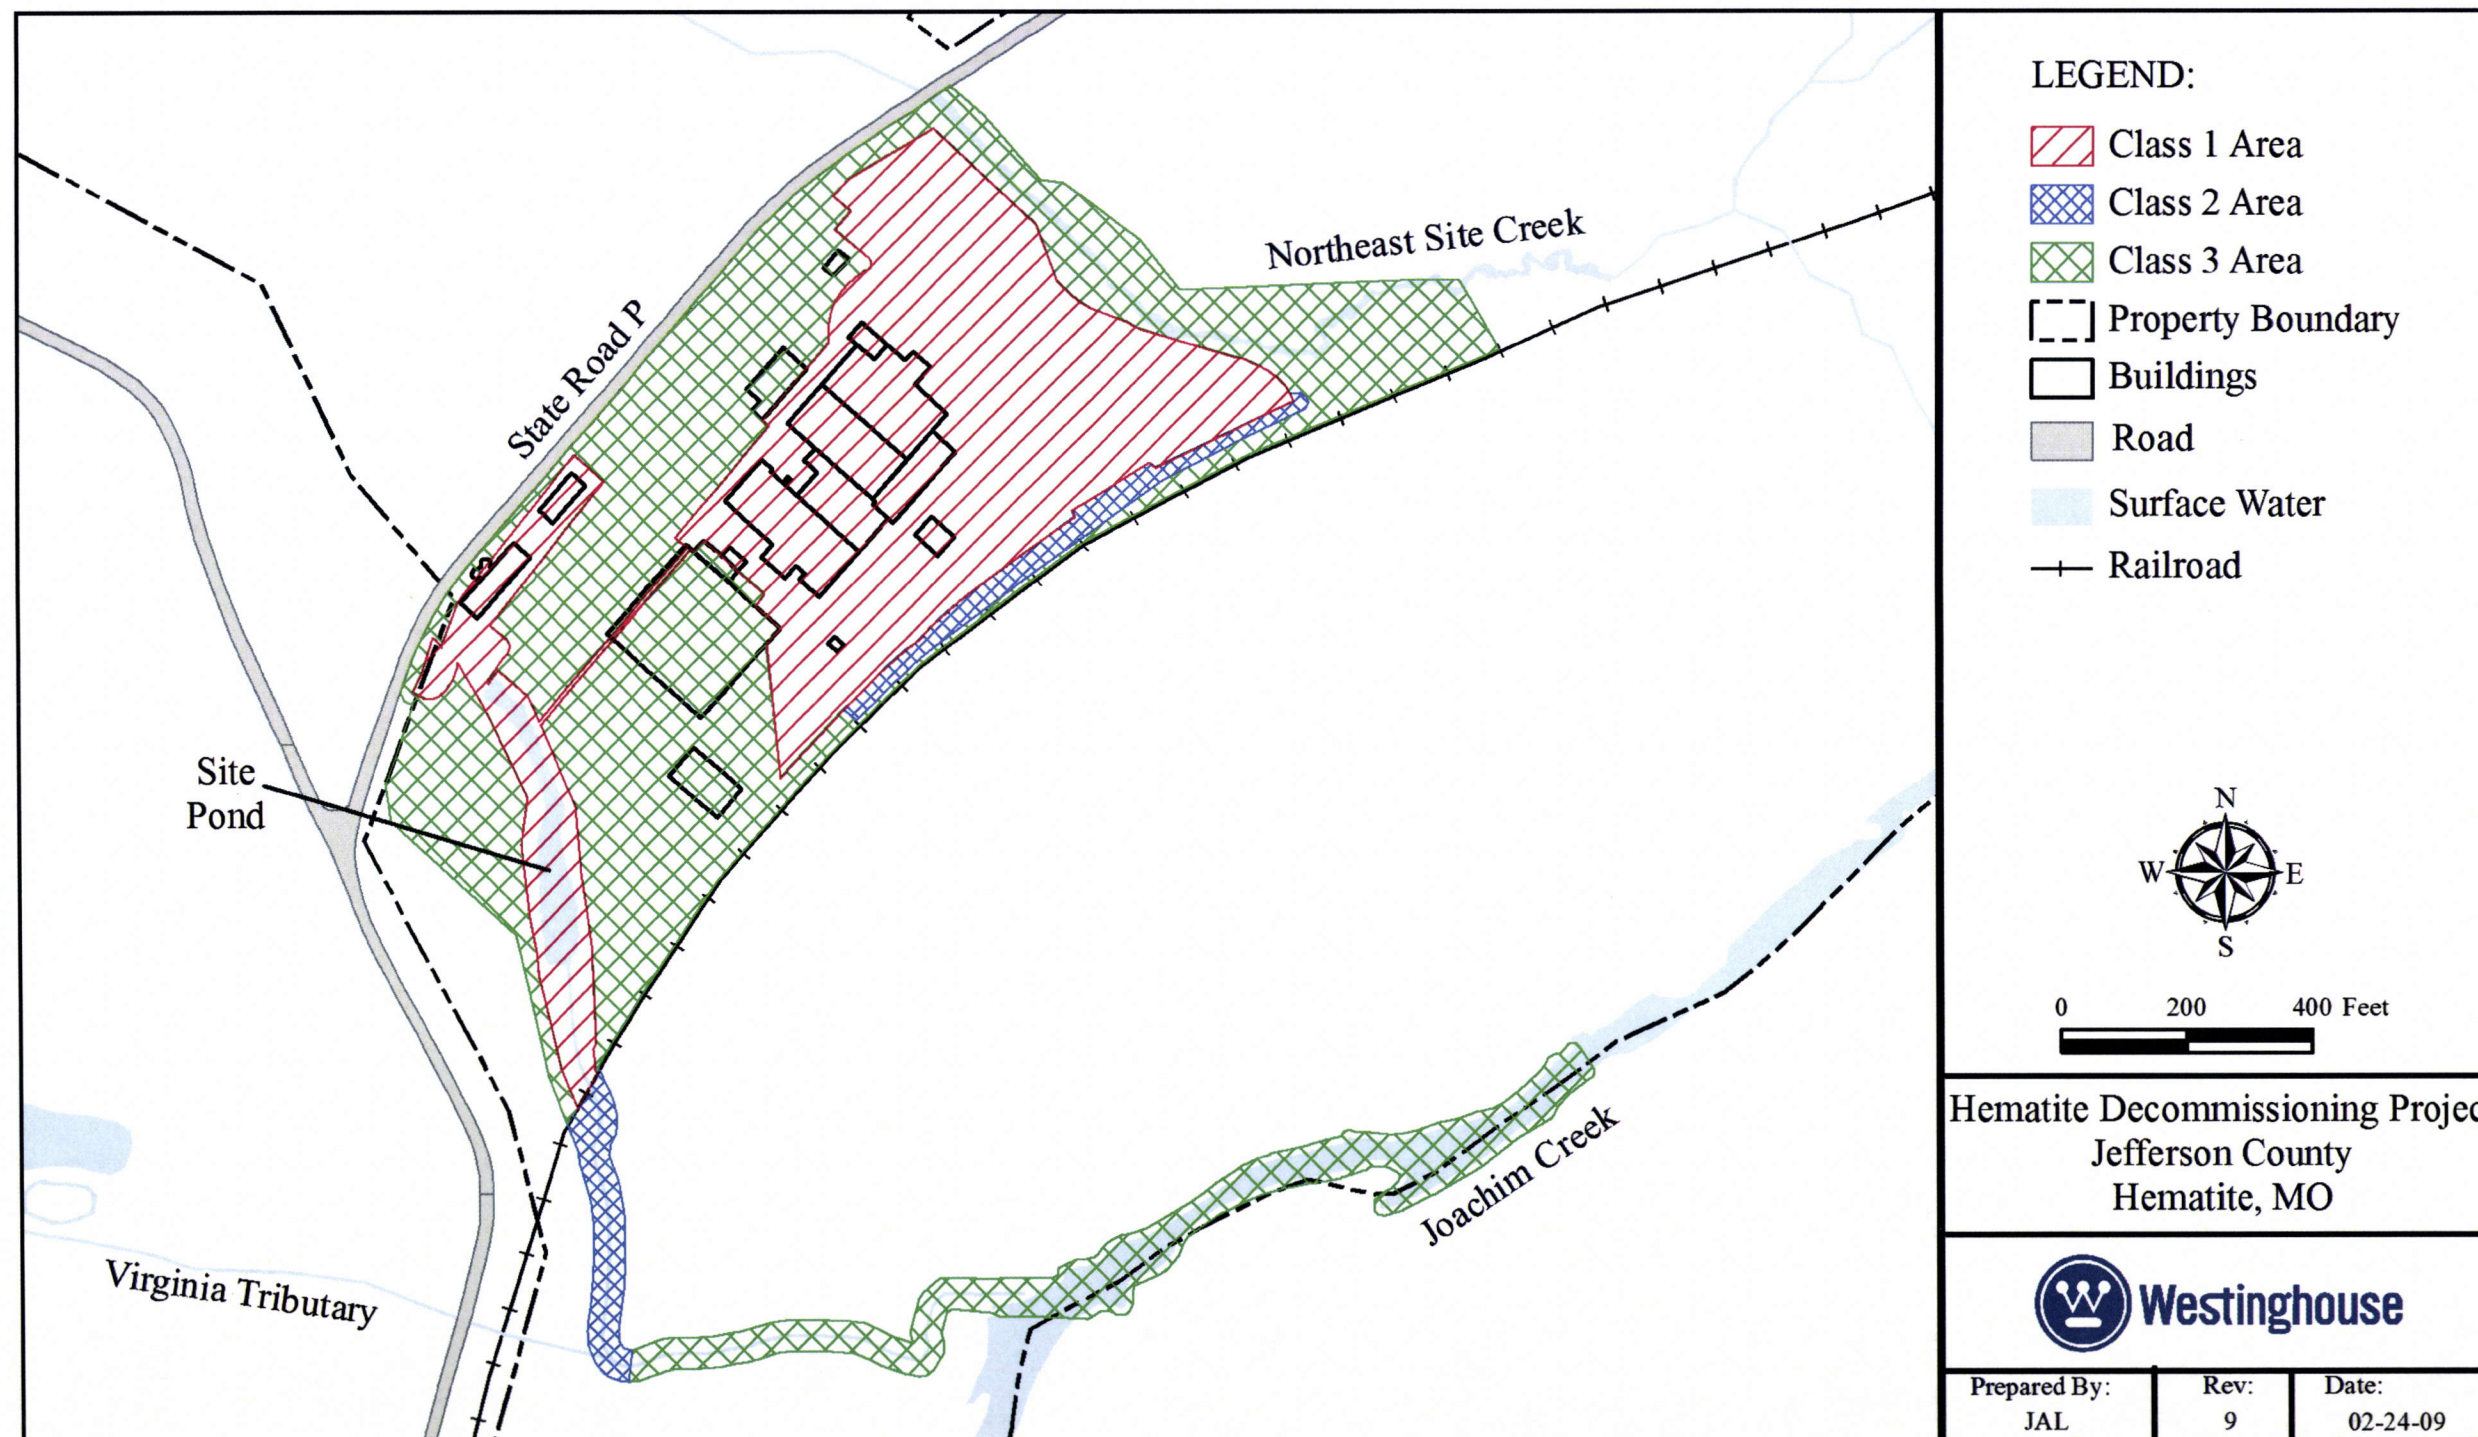 Northeast Site Creek
State Road P
Site
Pond
Joachim Creek
Virginia Tributary
LEGEND:
Class 1 Area
Class 2 Area
Class 3 Area
Property Boundary
Buildings
Road
Surface Water
Railroad
N
W E
S
0 200 400 Feet
Hematite Decommissioning Projec
Jefferson County
Hematite, MO
W Westinghouse
Prepared By: Rev: Date:
JAL 9 02-24-09